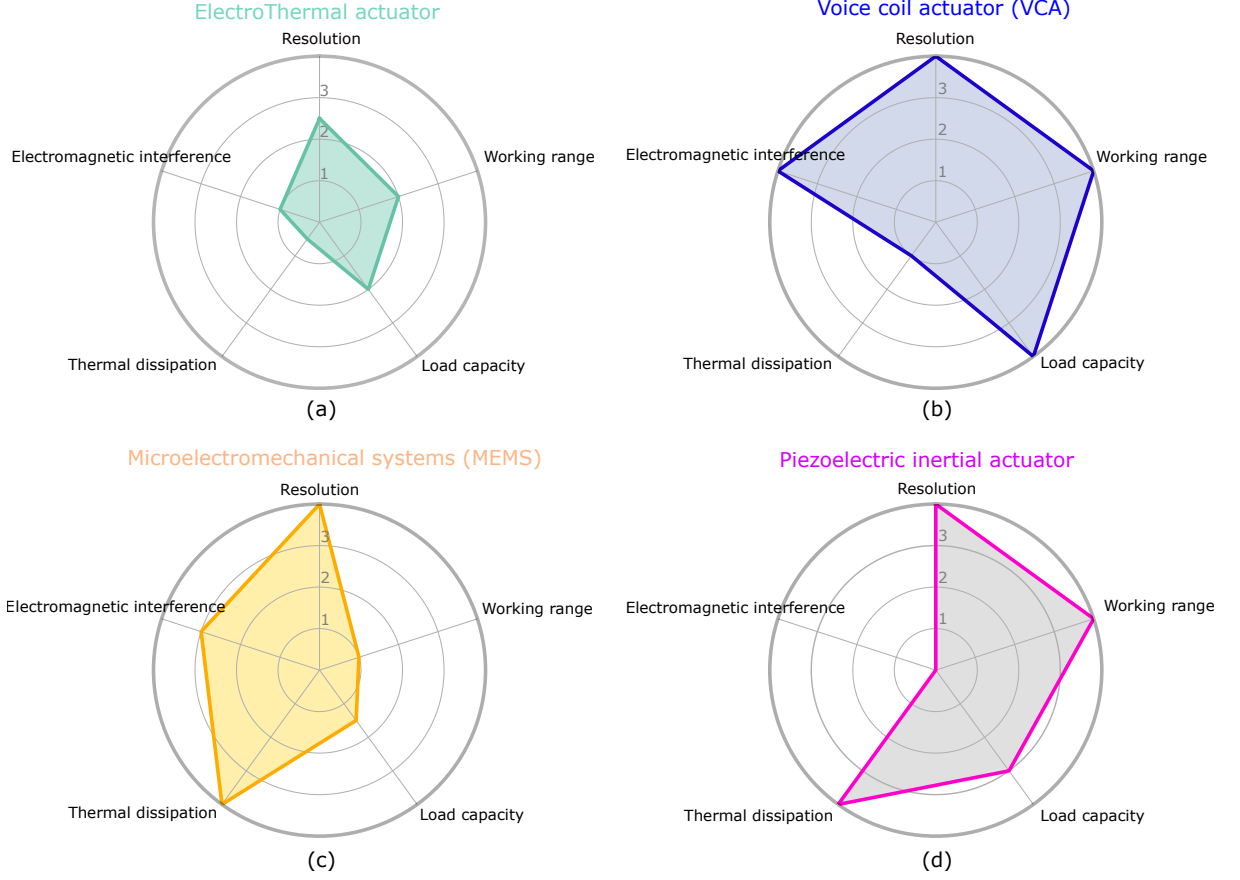 ElectroThermal actuator
Resolution
3
2
1
Electromagnetic interference
Working range
Thermal dissipation
Load capacity
(a)
Voice coil actuator (VCA)
Resolution
3
2
1
Electromagnetic interference
Working range
Thermal dissipation
Load capacity
(b)
Microelectromechanical systems (MEMS)
Resolution
3
2
1
Electromagnetic interference
Working range
Thermal dissipation
Load capacity
(c)
Piezoelectric inertial actuator
Resolution
3
2
1
Electromagnetic interference
Working range
Thermal dissipation
Load capacity
(d)